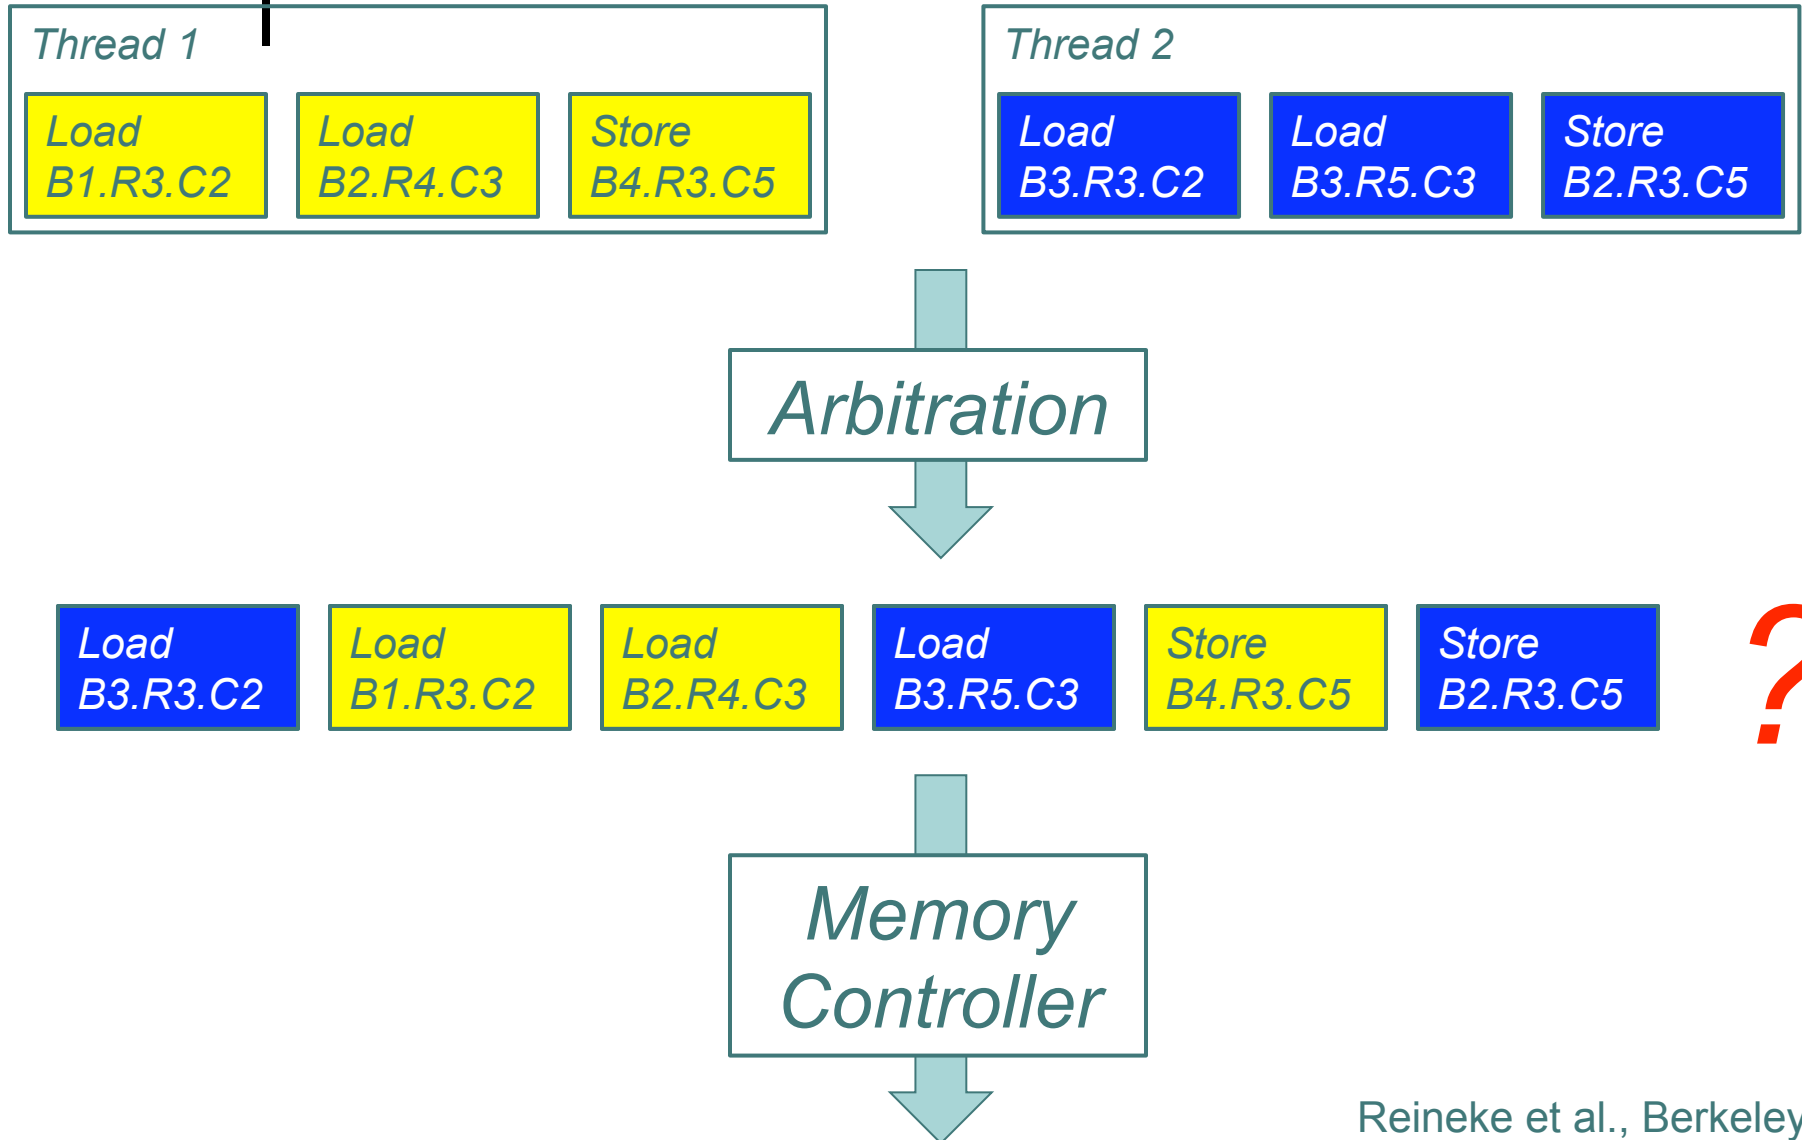 Thread 1
Load
B1.R3.C2
Load
B2.R4.C3
Store
B4.R3.C5
Thread 2
Load
B3.R3.C2
Load
B3.R5.C3
Store
B2.R3.C5
Arbitration
Load
B3.R3.C2
Load
B1.R3.C2
Load
B2.R4.C3
Load
B3.R5.C3
Store
B4.R3.C5
Store
B2.R3.C5
?
Memory
Controller
Reineke et al., Berkeley